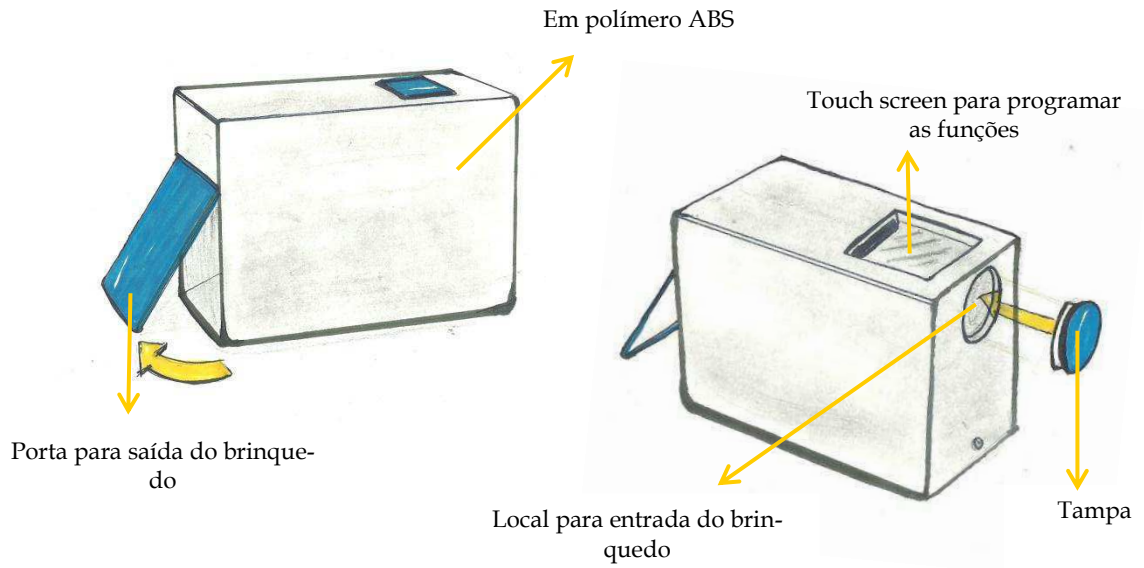 Em polímero ABS
Touch screen para programar
as funções
Porta para saída do brinque-
do
Local para entrada do brin-
quedo
Tampa